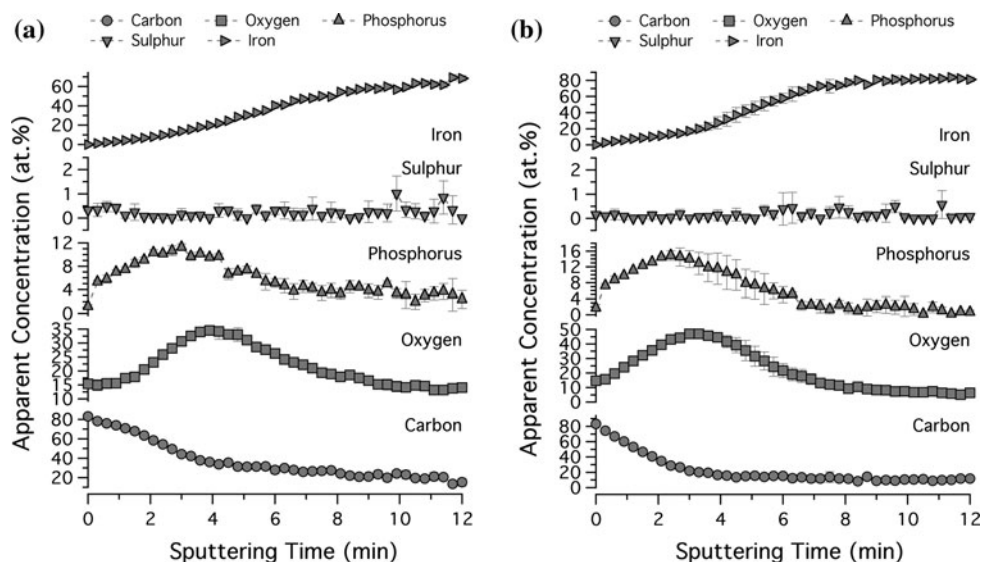 (a)
Carbon Oxygen Phosphorus
Sulphur Iron
Apparent Concentration (at.%)
60
40
20
0
Iron
2
1
0
Sulphur
12
8
4
0
Phosphorus
35
30
25
20
15
10
Oxygen
80
60
40
20
Carbon
0 2 4 6 8 10 12
Sputtering Time (min)
(b)
Carbon Oxygen Phosphorus
Sulphur Iron
Apparent Concentration (at.%)
80
60
40
20
0
Iron
2
1
0
Sulphur
16
12
8
4
0
Phosphorus
50
40
30
20
10
0
Oxygen
80
60
40
20
0
Carbon
0 2 4 6 8 10 12
Sputtering Time (min)